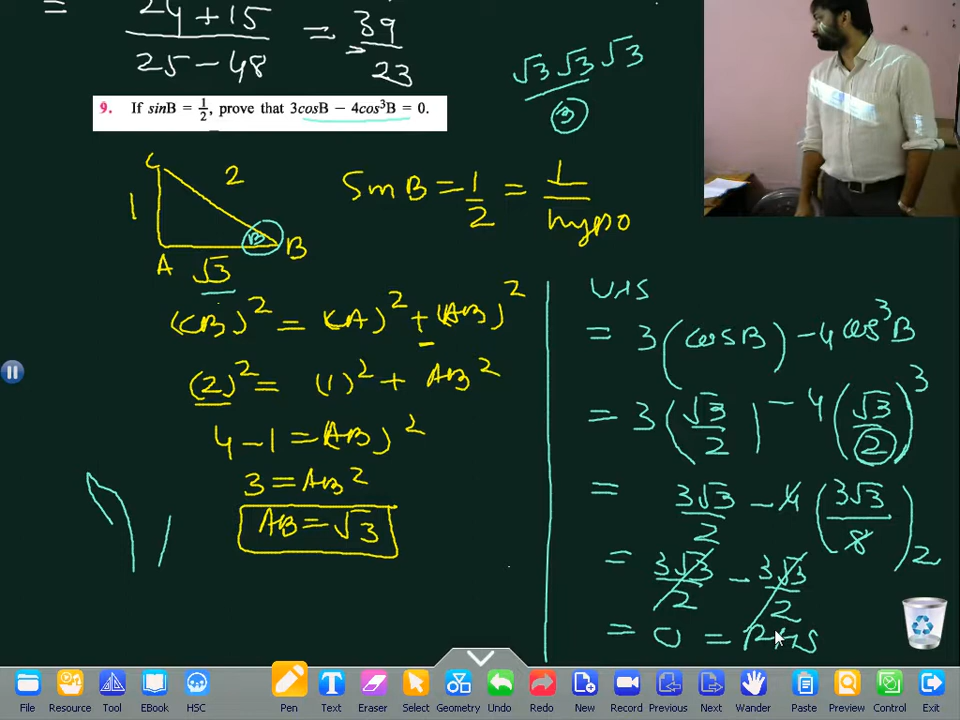 24+15 / 25-48 = 39 / 23
√3 √3 √3
3
9. If sinB = 1/2, prove that 3cosB − 4cos³B = 0.
C
2
1
B
B
A
√3
SinB = 1/2 = 1/hypo
(CB)² = (CA)² + (AB)²
(2)² = (1)² + AB²
4-1 = AB)²
3 = AB²
AB = √3
LHS
= 3(cosB) - 4cos³B
= 3(√3/2) - 4(√3/2)³
= 3√3/2 - 4(3√3/8)2
= 3√3/2 - 3√3/2
= 0 = RHS
File Resource Tool EBook HSC Pen Text Eraser Select Geometry Undo Redo New Record Previous Next Wander Paste Preview Control Exit